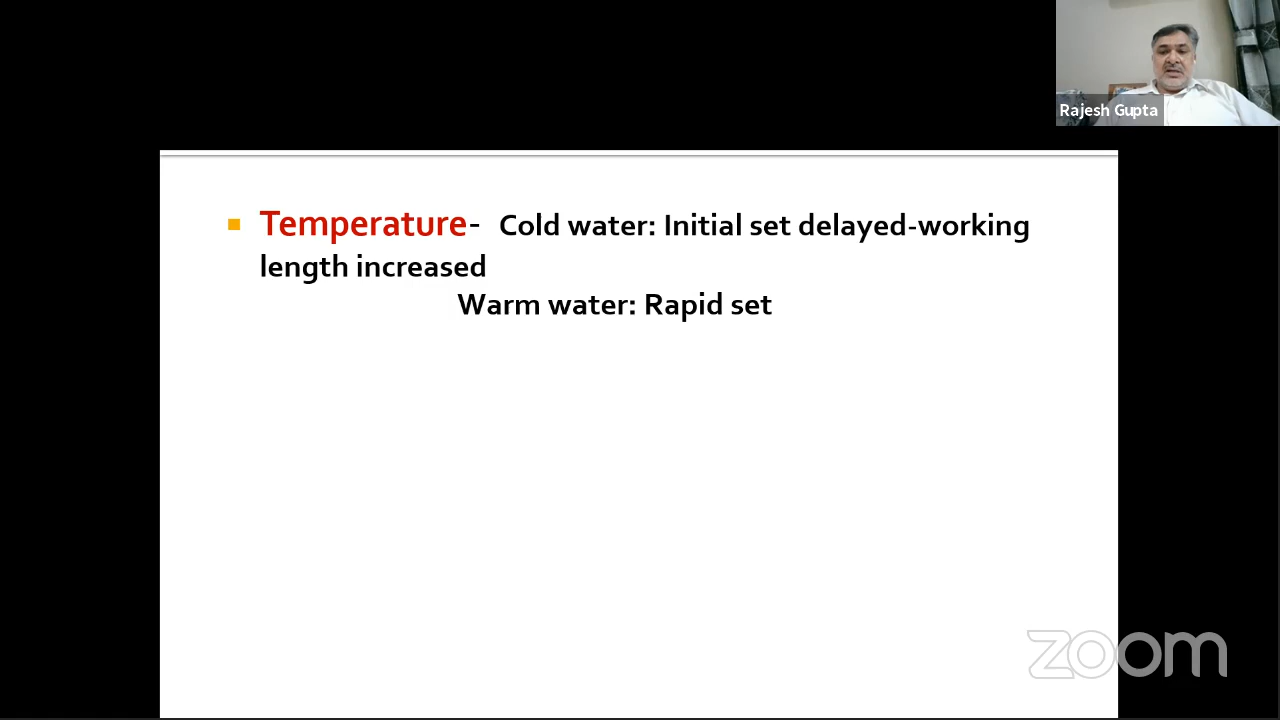 Rajesh Gupta
Temperature- Cold water: Initial set delayed-working
length increased
Warm water: Rapid set
zoom